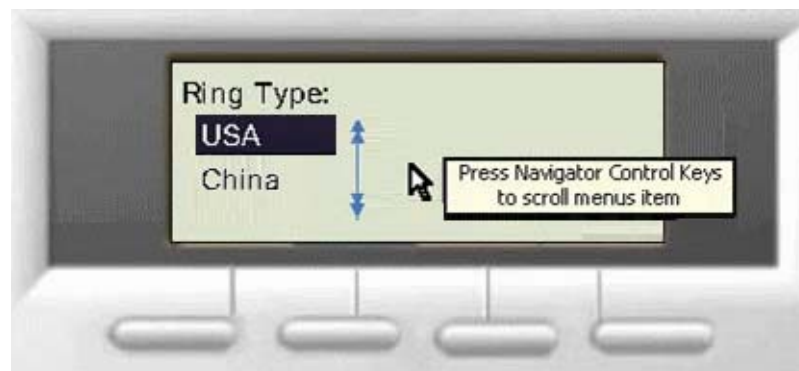 Ring Type:
USA
China
Press Navigator Control Keys
to scroll menus item